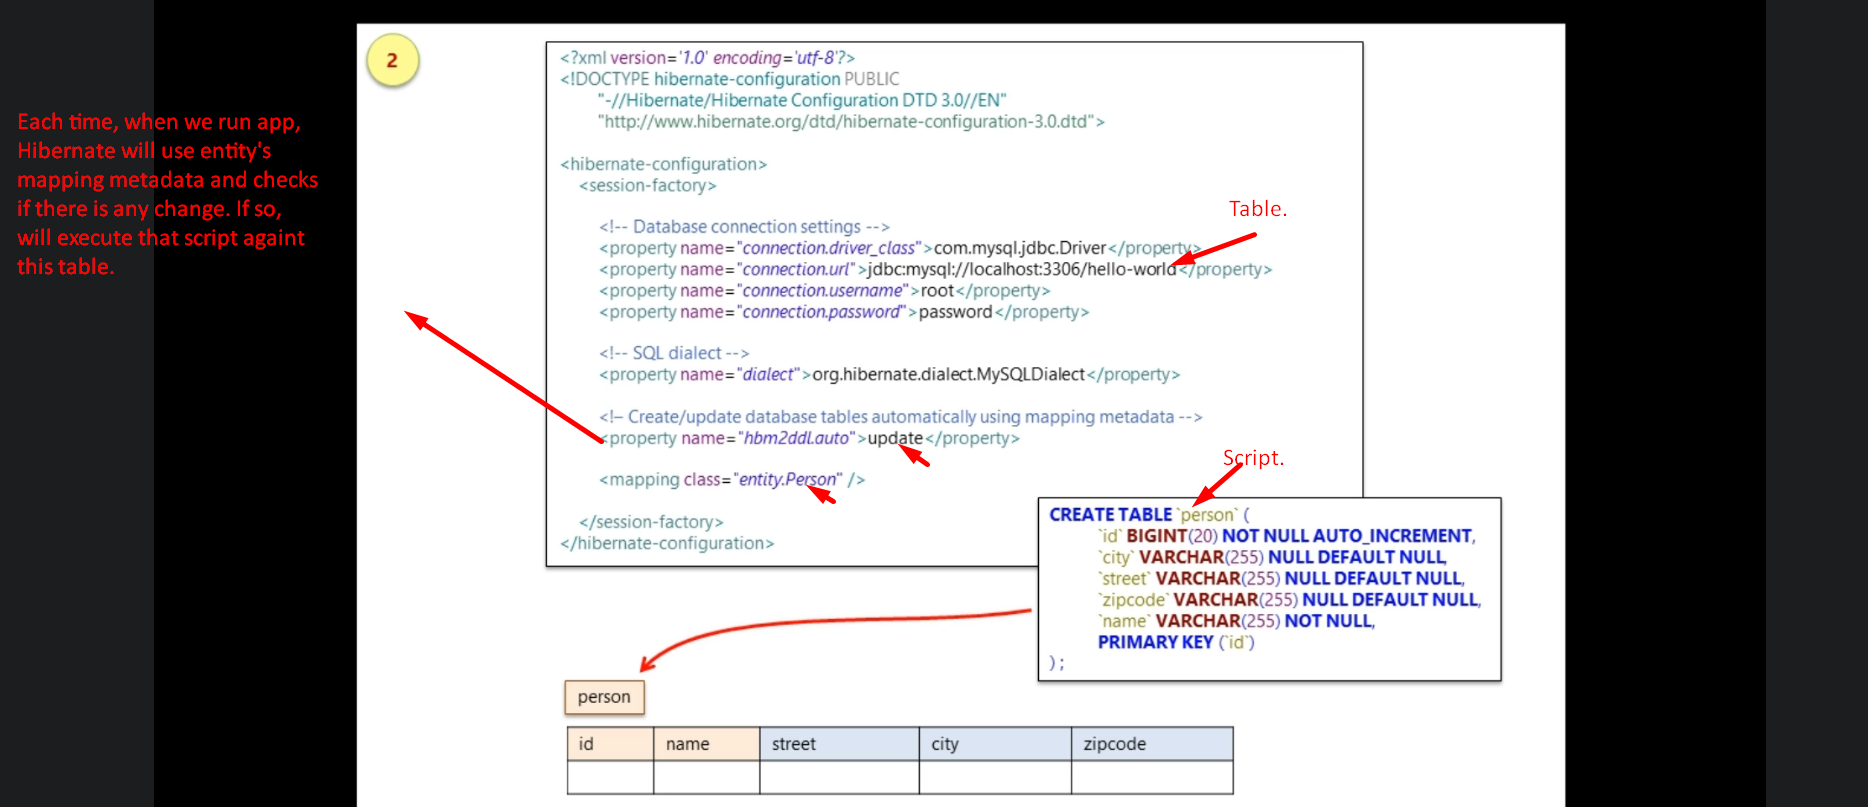 2
Each time, when we run app,
Hibernate will use entity's
mapping metadata and checks
if there is any change. If so,
will execute that script againt
this table.
<?xml version='1.0' encoding='utf-8'?>
<!DOCTYPE hibernate-configuration PUBLIC
"-//Hibernate/Hibernate Configuration DTD 3.0//EN"
"http://www.hibernate.org/dtd/hibernate-configuration-3.0.dtd">
<hibernate-configuration>
<session-factory>
<!-- Database connection settings -->
<property name="connection.driver_class">com.mysql.jdbc.Driver</property>
<property name="connection.url">jdbc:mysql://localhost:3306/hello-world</property>
<property name="connection.username">root</property>
<property name="connection.password">password</property>
<!-- SQL dialect -->
<property name="dialect">org.hibernate.dialect.MySQLDialect</property>
<!– Create/update database tables automatically using mapping metadata -->
<property name="hbm2ddl.auto">update</property>
<mapping class="entity.Person" />
</session-factory>
</hibernate-configuration>
Table.
Script.
CREATE TABLE `person` (
`id` BIGINT(20) NOT NULL AUTO_INCREMENT,
`city` VARCHAR(255) NULL DEFAULT NULL,
`street` VARCHAR(255) NULL DEFAULT NULL,
`zipcode` VARCHAR(255) NULL DEFAULT NULL,
`name` VARCHAR(255) NOT NULL,
PRIMARY KEY (`id`)
);
person
id name street city zipcode